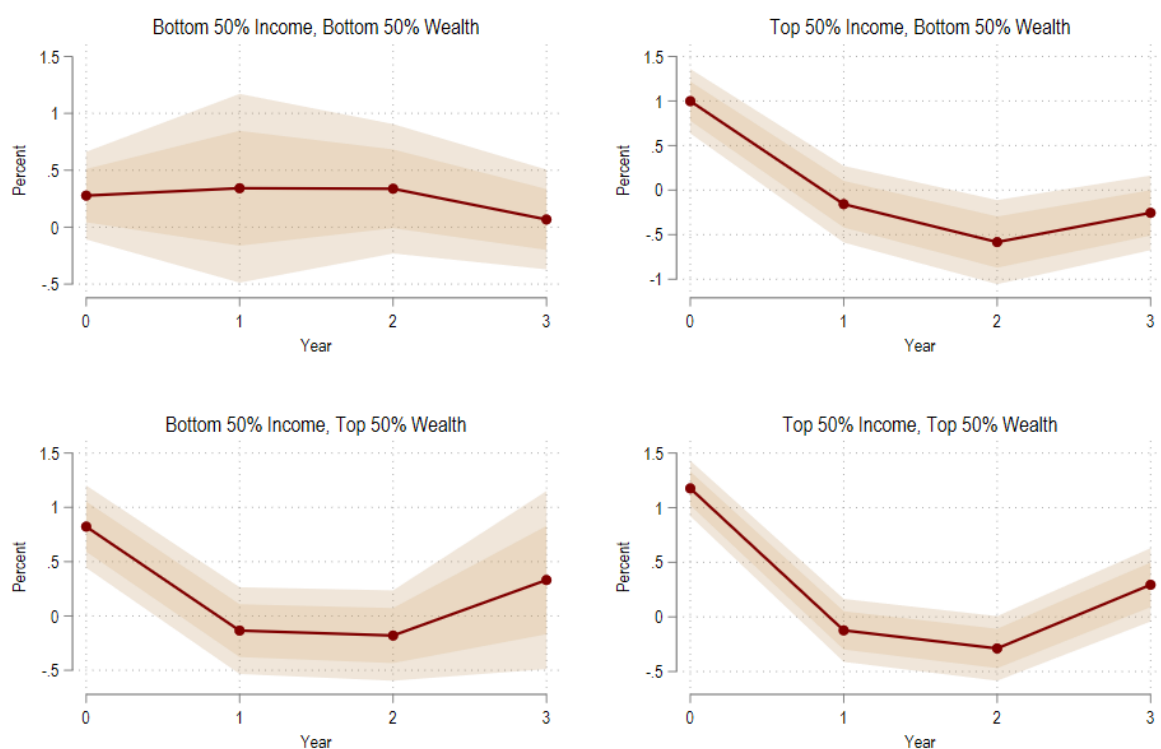 Bottom 50% Income, Bottom 50% Wealth
1.5
1
.5
0
-.5
Percent
0 1 2 3
Year
Top 50% Income, Bottom 50% Wealth
1.5
1
.5
0
-.5
-1
Percent
0 1 2 3
Year
Bottom 50% Income, Top 50% Wealth
1.5
1
.5
0
-.5
Percent
0 1 2 3
Year
Top 50% Income, Top 50% Wealth
1.5
1
.5
0
-.5
Percent
0 1 2 3
Year